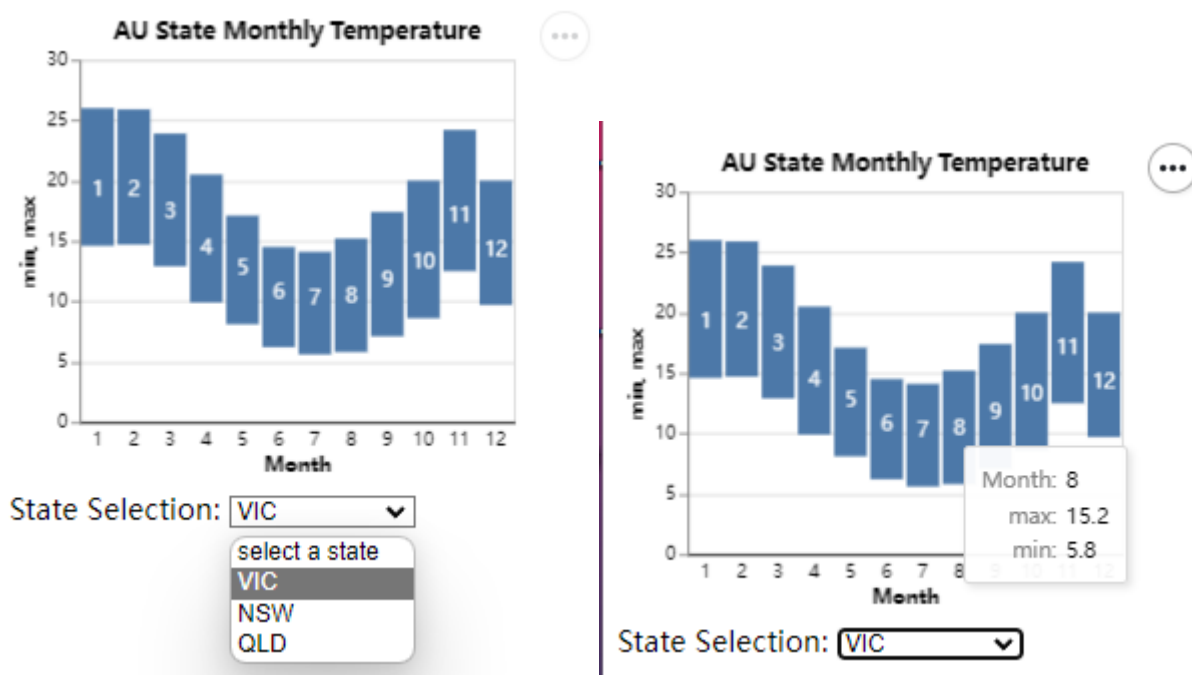 AU State Monthly Temperature
30
25
20
15
10
5
0
min, max
1 2 3 4 5 6 7 8 9 10 11 12
1 2 3 4 5 6 7 8 9 10 11 12
Month
State Selection: VIC
select a state
VIC
NSW
QLD
AU State Monthly Temperature
30
25
20
15
10
5
0
min, max
1 2 3 4 5 6 7 8 9 10 11 12
Month: 8
max: 15.2
min: 5.8
1 2 3 4 5 6 7 8 9 10 11 12
Month
State Selection: VIC